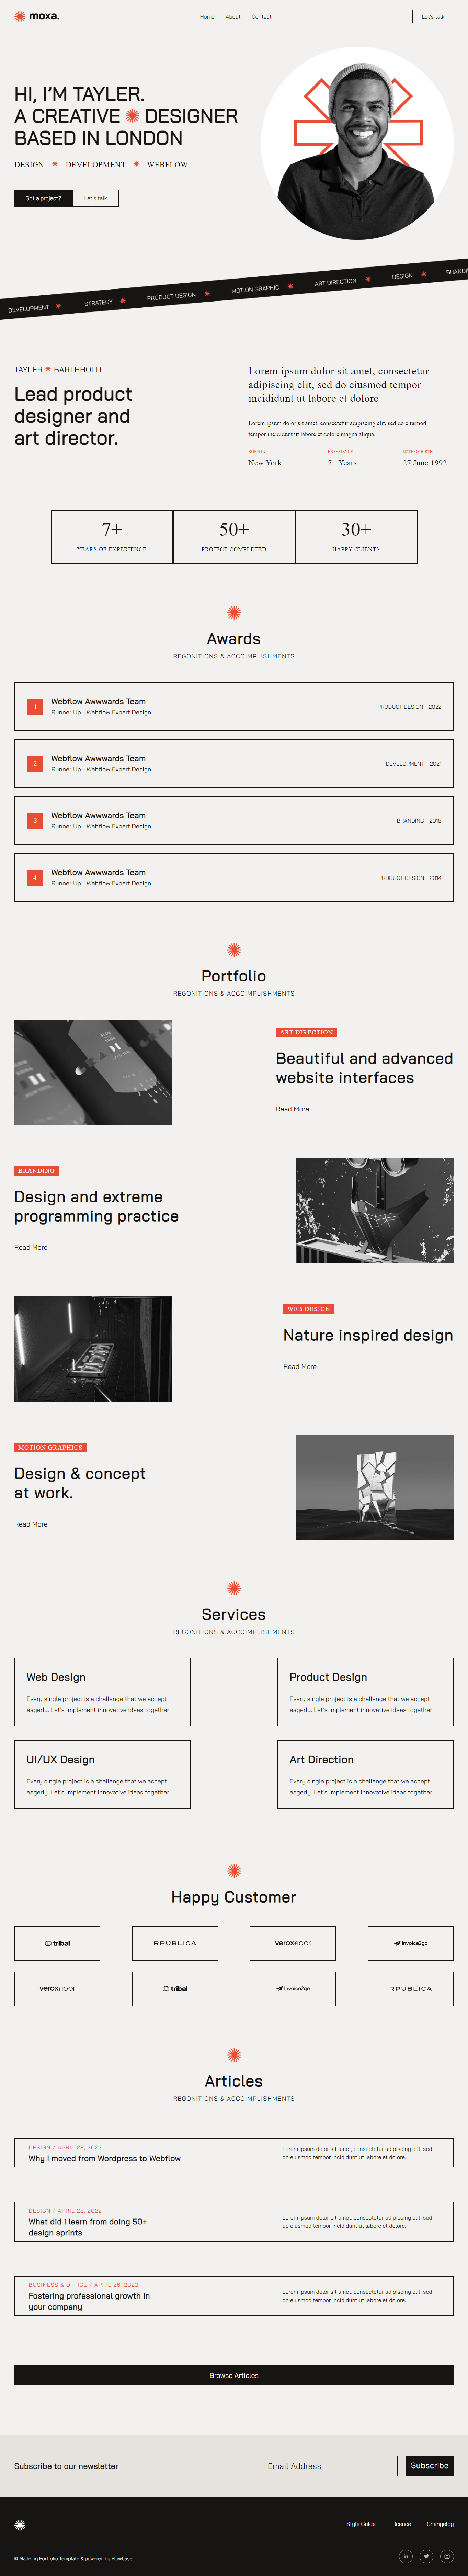 moxa.
Home About Contact
Let's talk
HI, I'M TAYLER.
A CREATIVE DESIGNER
BASED IN LONDON
DESIGN DEVELOPMENT WEBFLOW
Got a project? Let's talk
DEVELOPMENT STRATEGY PRODUCT DESIGN MOTION GRAPHIC ART DIRECTION DESIGN BRANDIN
TAYLER BARTHHOLD
Lead product
designer and
art director.
Lorem ipsum dolor sit amet, consectetur
adipiscing elit, sed do eiusmod tempor
incididunt ut labore et dolore
Lorem ipsum dolor sit amet, consectetur adipiscing elit, sed do eiusmod
tempor incididunt ut labore et dolore magna aliqua.
BORN IN EXPERIENCE DATE OF BIRTH
New York 7+ Years 27 June 1992
7+ 50+ 30+
YEARS OF EXPERIENCE PROJECT COMPLETED HAPPY CLIENTS
Awards
REGONITIONS & ACCOIMPLISHMENTS
1
Webflow Awwwards Team
Runner Up - Webflow Expert Design
PRODUCT DESIGN 2022
2
Webflow Awwwards Team
Runner Up - Webflow Expert Design
DEVELOPMENT 2021
3
Webflow Awwwards Team
Runner Up - Webflow Expert Design
BRANDING 2018
4
Webflow Awwwards Team
Runner Up - Webflow Expert Design
PRODUCT DESIGN 2014
Portfolio
REGONITIONS & ACCOIMPLISHMENTS
ART DIRECTION
Beautiful and advanced
website interfaces
Read More
BRANDING
Design and extreme
programming practice
Read More
WEB DESIGN
Nature inspired design
Read More
MOTION GRAPHICS
Design & concept
at work.
Read More
Services
REGONITIONS & ACCOIMPLISHMENTS
Web Design
Every single project is a challenge that we accept
eagerly. Let's implement innovative ideas together!
Product Design
Every single project is a challenge that we accept
eagerly. Let's implement innovative ideas together!
UI/UX Design
Every single project is a challenge that we accept
eagerly. Let's implement innovative ideas together!
Art Direction
Every single project is a challenge that we accept
eagerly. Let's implement innovative ideas together!
Happy Customer
tribal RPUBLICA veroxfloor Invoice2go
veroxfloor tribal Invoice2go RPUBLICA
Articles
REGONITIONS & ACCOIMPLISHMENTS
DESIGN / APRIL 28, 2022
Why I moved from Wordpress to Webflow
Lorem ipsum dolor sit amet, consectetur adipiscing elit, sed
do eiusmod tempor incididunt ut labore et dolore.
DESIGN / APRIL 28, 2022
What did i learn from doing 50+
design sprints
Lorem ipsum dolor sit amet, consectetur adipiscing elit, sed
do eiusmod tempor incididunt ut labore et dolore.
BUSINESS & OFFICE / APRIL 28, 2022
Fostering professional growth in
your company
Lorem ipsum dolor sit amet, consectetur adipiscing elit, sed
do eiusmod tempor incididunt ut labore et dolore.
Browse Articles
Subscribe to our newsletter
Email Address
Subscribe
Style Guide Licence Changelog
© Made by Portfolio Template & powered by Flowbase